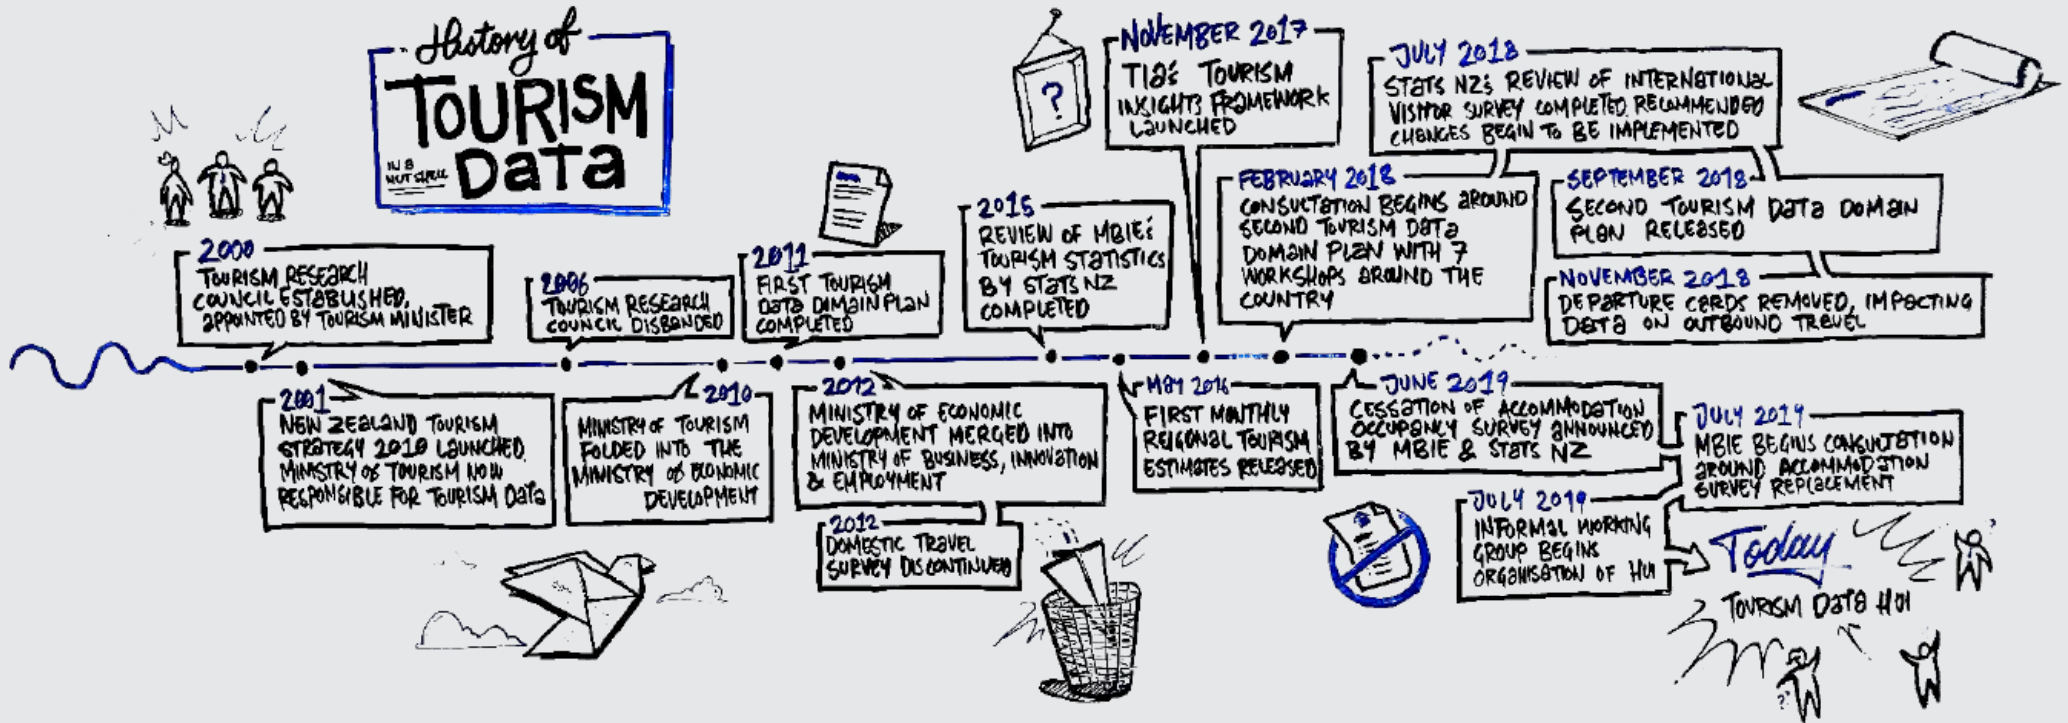 History of
TOURISM
IN A
NUTSHELL
DATA
2000
TOURISM RESEARCH
COUNCIL ESTABLISHED,
APPOINTED BY TOURISM MINISTER
2001
NEW ZEALAND TOURISM
STRATEGY 2010 LAUNCHED.
MINISTRY OF TOURISM NOW
RESPONSIBLE FOR TOURISM DATA
2006
TOURISM RESEARCH
COUNCIL DISBANDED
2010
MINISTRY OF TOURISM
FOLDED INTO THE
MINISTRY OF ECONOMIC
DEVELOPMENT
2011
FIRST TOURISM
DATA DOMAIN PLAN
COMPLETED
2012
MINISTRY OF ECONOMIC
DEVELOPMENT MERGED INTO
MINISTRY OF BUSINESS, INNOVATION
& EMPLOYMENT
2012
DOMESTIC TRAVEL
SURVEY DISCONTINUED
2015
REVIEW OF MBIE's
TOURISM STATISTICS
BY STATS NZ
COMPLETED
MAY 2016
FIRST MONTHLY
REIGONAL TOURISM
ESTIMATES RELEASED
?
NOVEMBER 2017
TIA's TOURISM
INSIGHTS FRAMEWORK
LAUNCHED
FEBRUARY 2018
CONSULTATION BEGINS AROUND
SECOND TOURISM DATA
DOMAIN PLAN WITH 7
WORKSHOPS AROUND THE
COUNTRY
JULY 2018
STATS NZ's REVIEW OF INTERNATIONAL
VISITOR SURVEY COMPLETED. RECOMMENDED
CHANGES BEGIN TO BE IMPLEMENTED
SEPTEMBER 2018
SECOND TOURISM DATA DOMAIN
PLAN RELEASED
NOVEMBER 2018
DEPARTURE CARDS REMOVED, IMPACTING
DATA ON OUTBOUND TRAVEL
JUNE 2019
CESSATION OF ACCOMMODATION
OCCUPANCY SURVEY ANNOUNCED
BY MBIE & STATS NZ
JULY 2019
MBIE BEGINS CONSULTATION
AROUND ACCOMMODATION
SURVEY REPLACEMENT
JULY 2019
INFORMAL WORKING
GROUP BEGINS
ORGANISATION OF HUI
Today
TOURISM DATA HUI
?